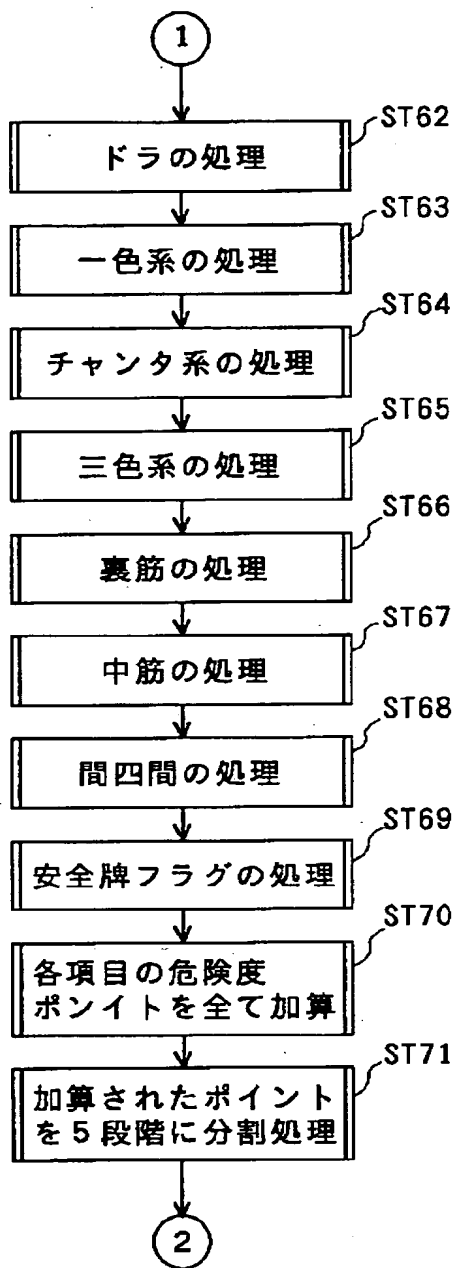 1
ST62
ドラの処理
ST63
一色系の処理
ST64
チャンタ系の処理
ST65
三色系の処理
ST66
裏筋の処理
ST67
中筋の処理
ST68
間四間の処理
ST69
安全牌フラグの処理
ST70
各項目の危険度
ポンイトを全て加算
ST71
加算されたポイント
を5段階に分割処理
2